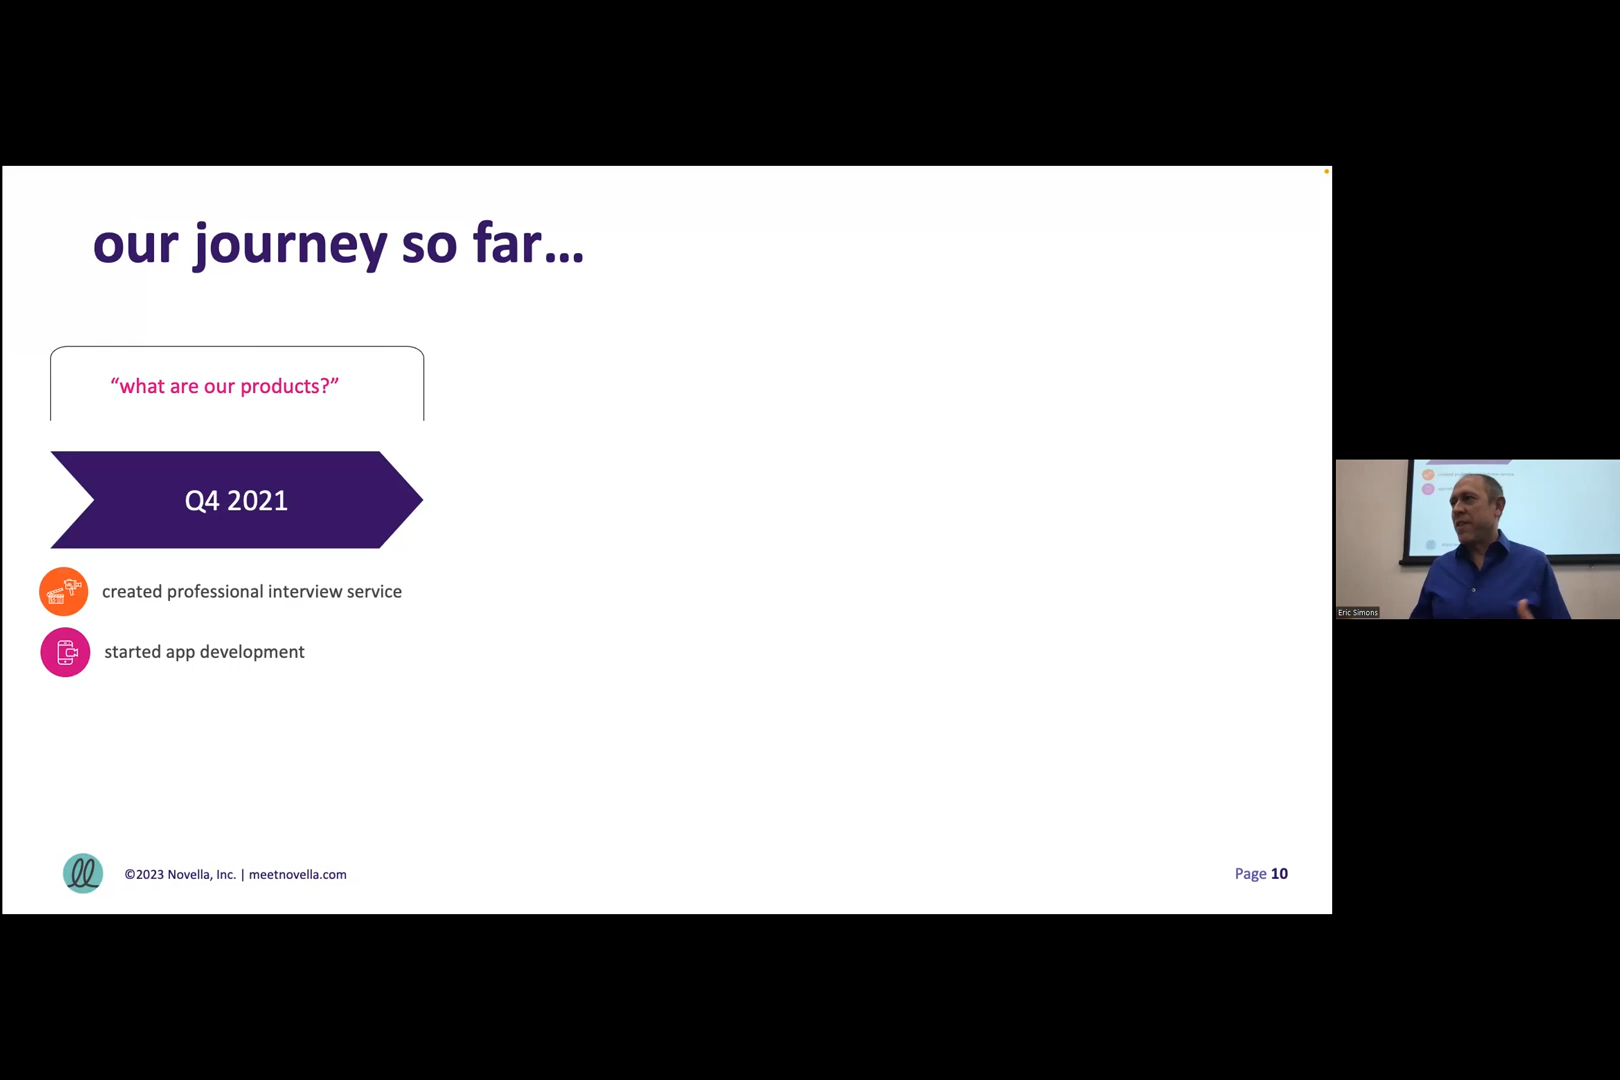 our journey so far...
“what are our products?”
Q4 2021
created professional interview service
started app development
©2023 Novella, Inc. | meetnovella.com
Page 10
Eric Simons